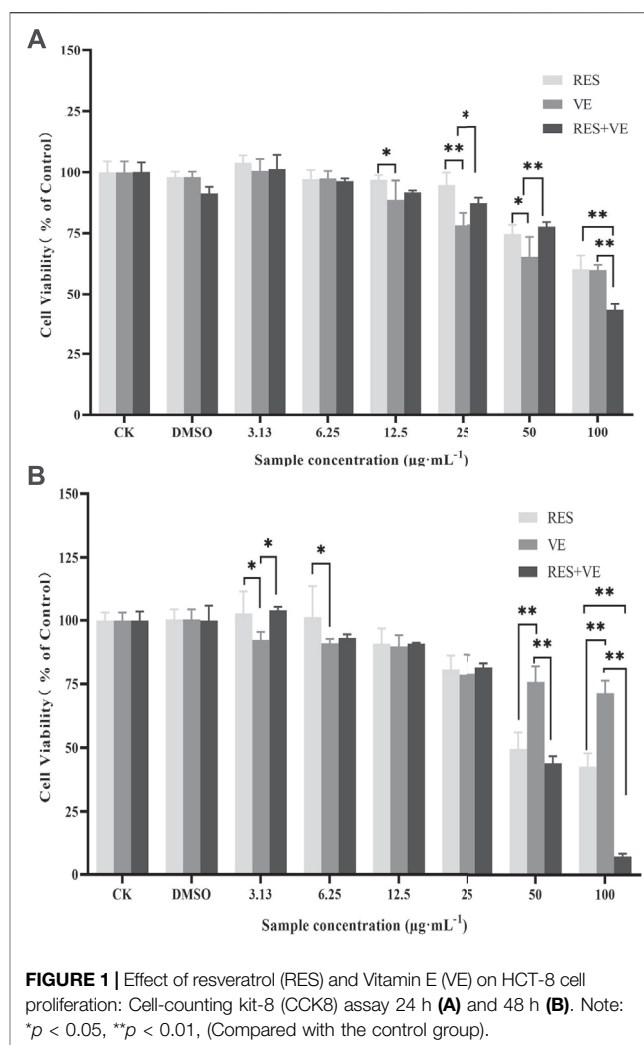 A
RES
VE
RES+VE
Cell Viability( % of Control)
150
25
100
75
50
25
0
*
**
*
*
**
**
**
*
CK DMSO 3.13 6.25 12.5 25 50 100
Sample concentration (µg·mL⁻¹)
B
RES
VE
RES+VE
Cell Viability( % of Control)
150
125
100
75
50
25
0
*
*
*
**
**
**
**
**
CK DMSO 3.13 6.25 12.5 25 50 100
Sample concentration (µg·mL⁻¹)
FIGURE 1 | Effect of resveratrol (RES) and Vitamin E (VE) on HCT-8 cell
proliferation: Cell-counting kit-8 (CCK8) assay 24 h (A) and 48 h (B). Note:
*p < 0.05, **p < 0.01, (Compared with the control group).